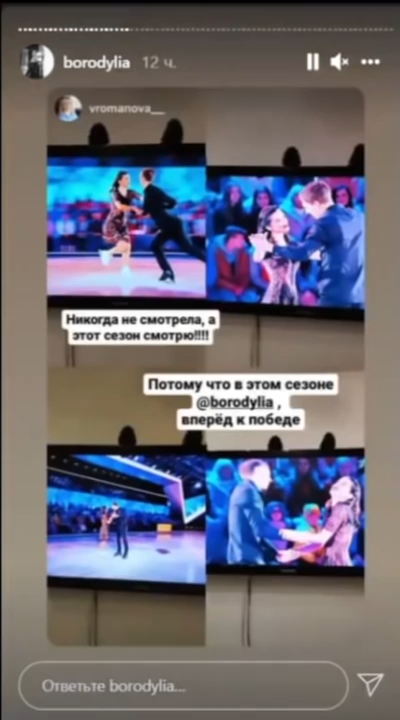 borodylia 12 ч.
vromanova__
Никогда не смотрела, а
этот сезон смотрю!!!!
Потому что в этом сезоне
@borodylia ,
вперёд к победе
Ответьте borodylia...